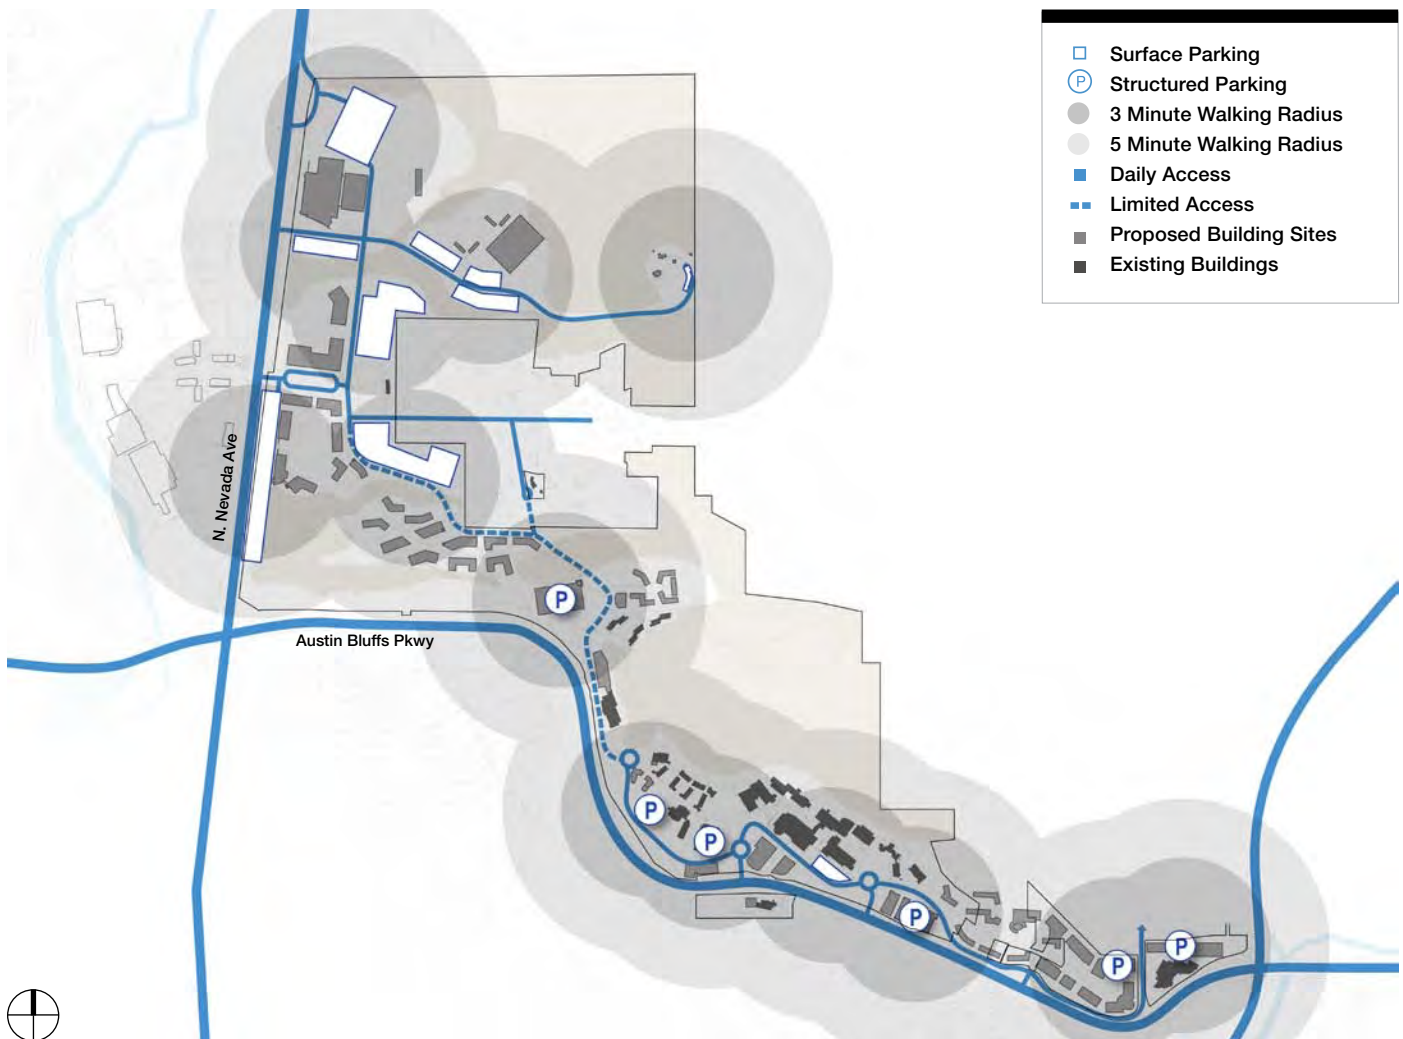 Surface Parking
P Structured Parking
3 Minute Walking Radius
5 Minute Walking Radius
Daily Access
Limited Access
Proposed Building Sites
Existing Buildings
N. Nevada Ave
P
Austin Bluffs Pkwy
P
P
P
P
P